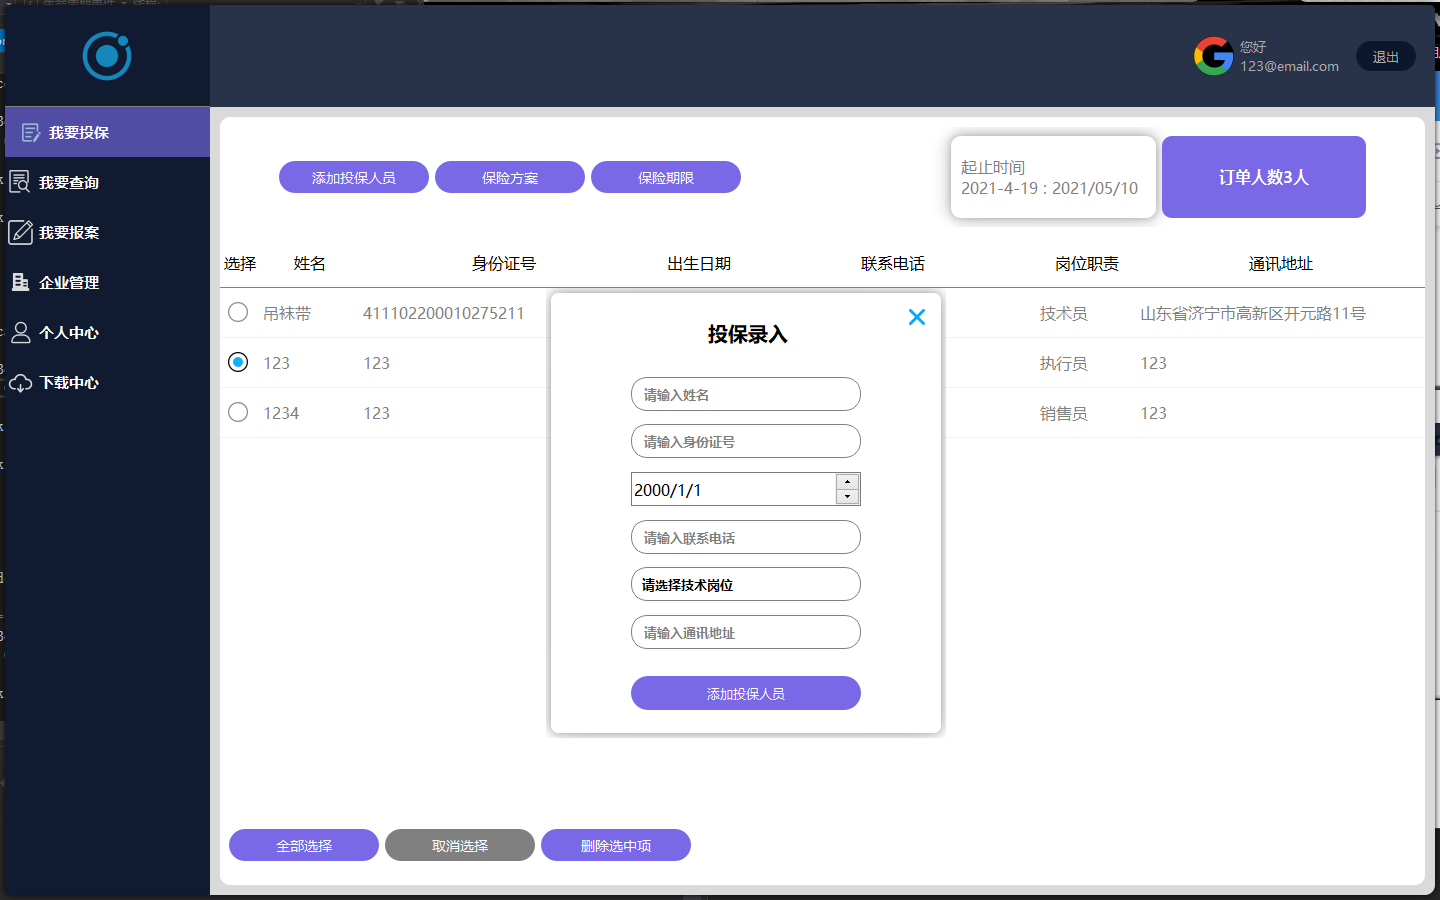 您好
123@email.com
退出
我要投保
我要查询
我要报案
企业管理
个人中心
下载中心
添加投保人员
保险方案
保险期限
起止时间
2021-4-19 : 2021/05/10
订单人数3人
选择 姓名 身份证号 出生日期 联系电话 岗位职责 通讯地址
吊袜带 411102200010275211 技术员 山东省济宁市高新区开元路11号
123 123 执行员 123
1234 123 销售员 123
投保录入
请输入姓名
请输入身份证号
2000/1/1
请输入联系电话
请选择技术岗位
请输入通讯地址
添加投保人员
全部选择
取消选择
删除选中项